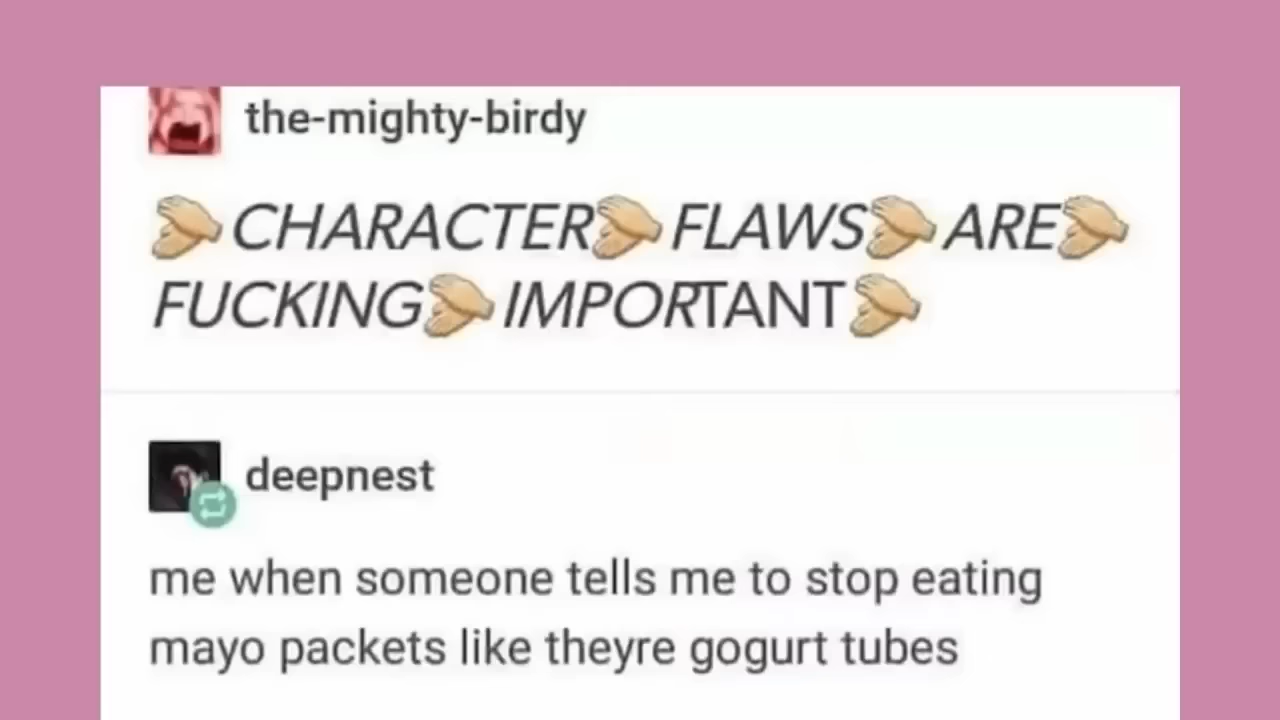 the-mighty-birdy
👏CHARACTER👏FLAWS👏ARE👏
FUCKING👏IMPORTANT👏
deepnest
me when someone tells me to stop eating
mayo packets like theyre gogurt tubes